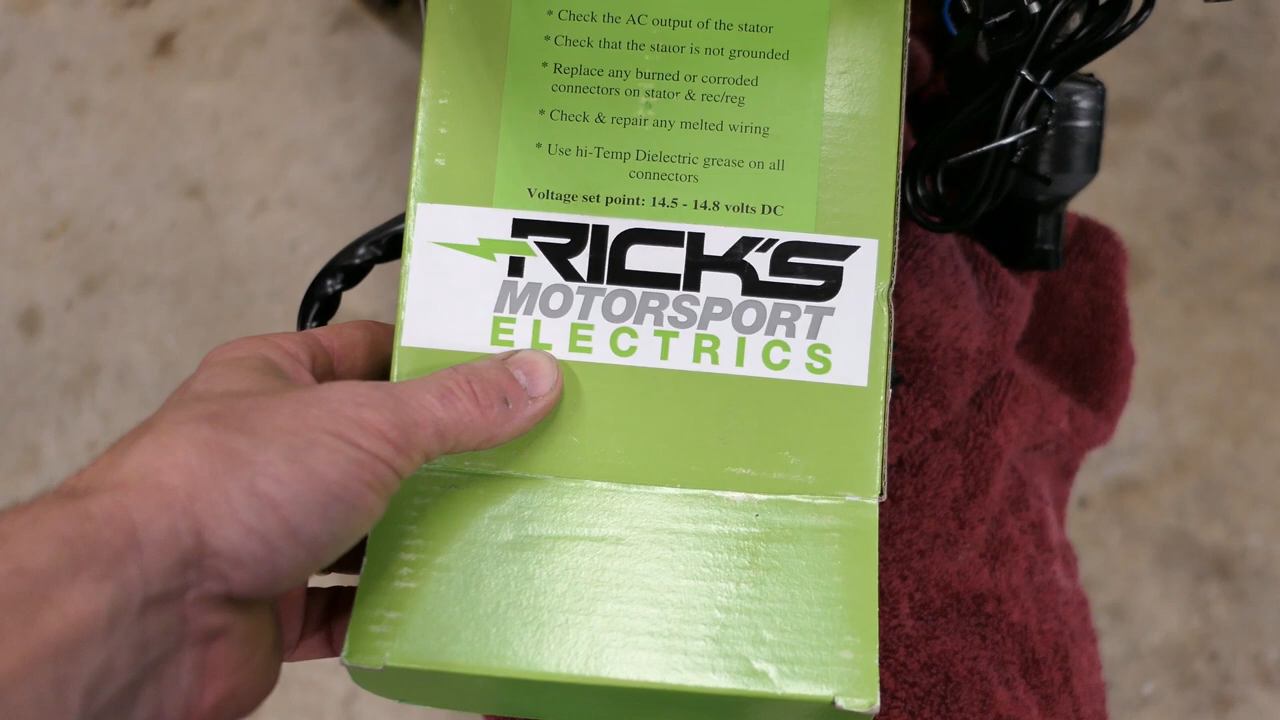 * Check the AC output of the stator
* Check that the stator is not grounded
* Replace any burned or corroded
connectors on stator & rec/reg
* Check & repair any melted wiring
* Use hi-Temp Dielectric grease on all
connectors
Voltage set point: 14.5 - 14.8 volts DC
RICK'S
MOTORSPORT
ELECTRICS